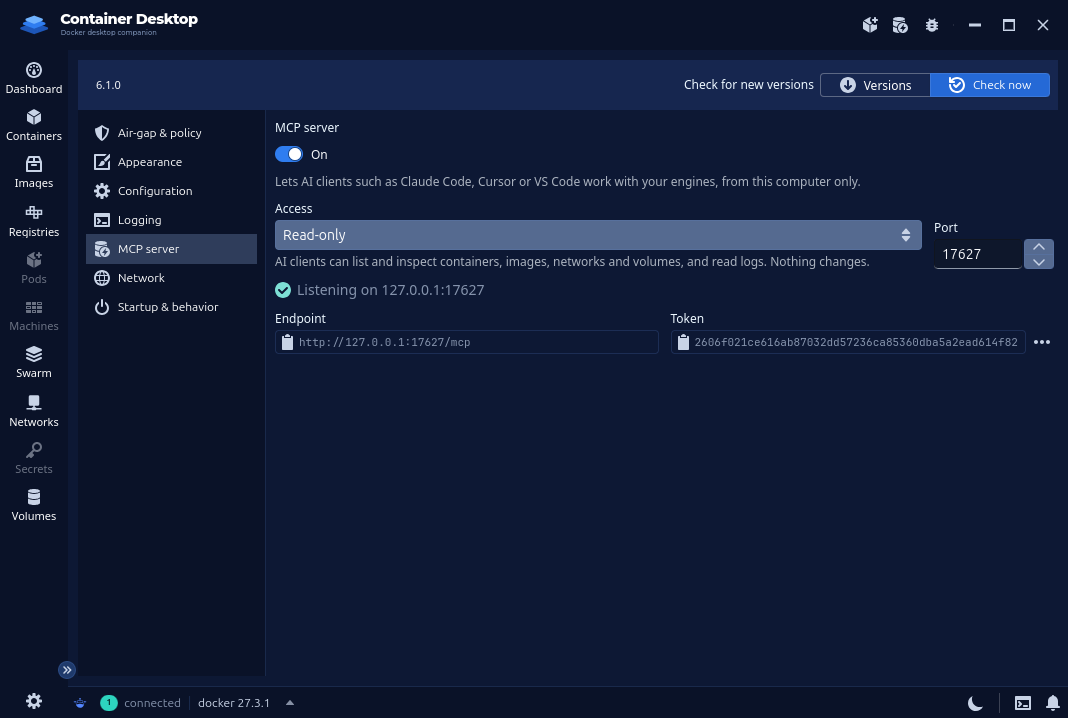 Container Desktop
Docker desktop companion
Dashboard
Containers
Images
Registries
Pods
Machines
Swarm
Networks
Secrets
Volumes
6.1.0
Check for new versions
Versions
Check now
Air-gap & policy
Appearance
Configuration
Logging
MCP server
Network
Startup & behavior
MCP server
On
Lets AI clients such as Claude Code, Cursor or VS Code work with your engines, from this computer only.
Access
Read-only
Port
17627
AI clients can list and inspect containers, images, networks and volumes, and read logs. Nothing changes.
Listening on 127.0.0.1:17627
Endpoint
http://127.0.0.1:17627/mcp
Token
2606f021ce616ab87032dd57236ca85360dba5a2ead614f82
1
connected
docker 27.3.1